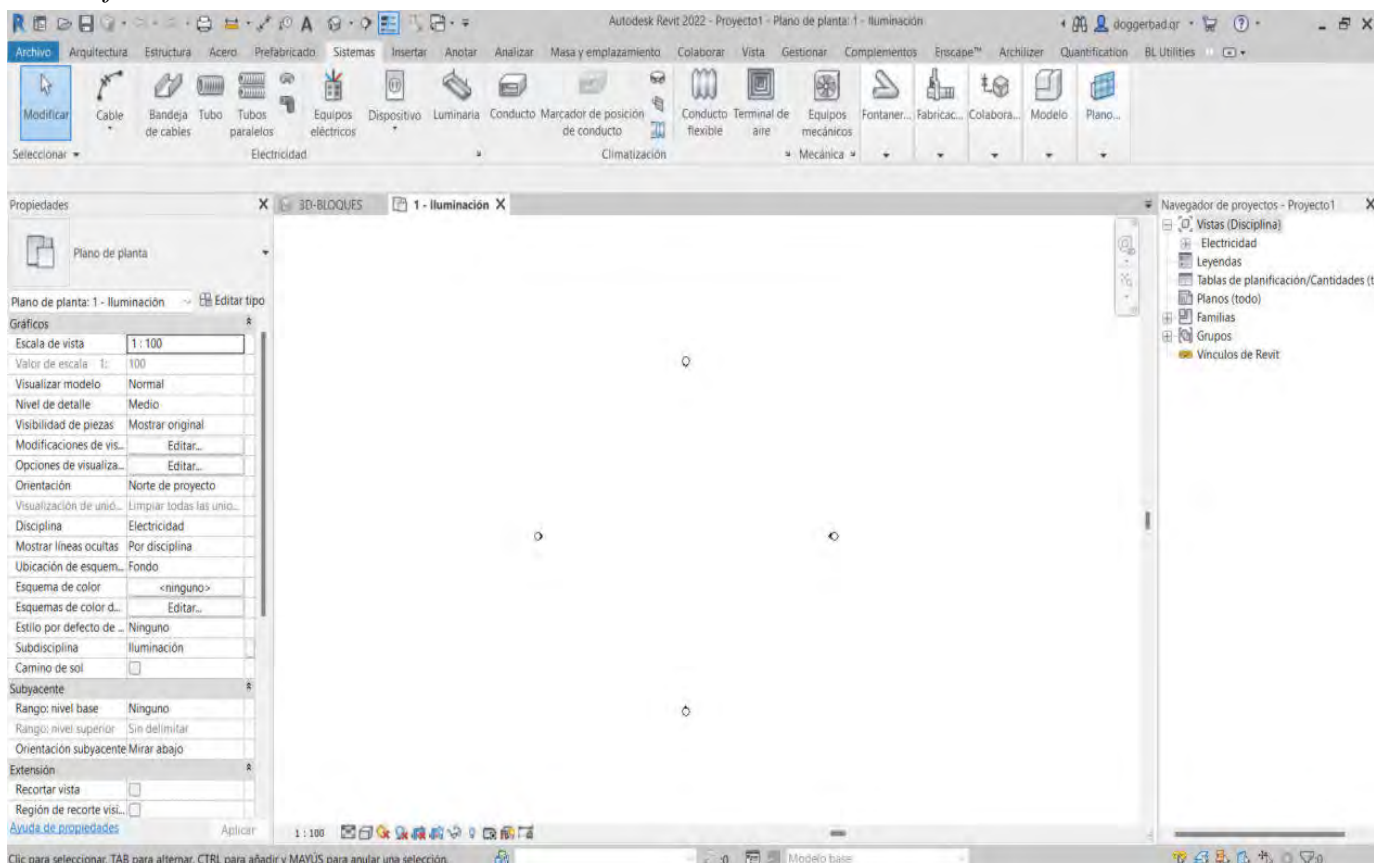 Autodesk Revit 2022 - Proyecto1 - Plano de planta: 1 - Iluminación
doggerbad.or
Archivo Arquitectura Estructura Acero Prefabricado Sistemas Insertar Anotar Analizar Masa y emplazamiento Colaborar Vista Gestionar Complementos Enscape™ Archilizer Quantification BL Utilities
Modificar Cable Bandeja de cables Tubo Tubos paralelos Equipos eléctricos Dispositivo Luminaria Conducto Marcador de posición de conducto Conducto flexible Terminal de aire Equipos mecánicos Fontaner... Fabricac... Colabora... Modelo Plano...
Seleccionar Electricidad Climatización Mecánica
Propiedades X
3D-BLOQUES 1 - Iluminación X
Plano de planta
Plano de planta: 1 - Iluminación Editar tipo
Gráficos
Escala de vista 1 : 100
Valor de escala 1: 100
Visualizar modelo Normal
Nivel de detalle Medio
Visibilidad de piezas Mostrar original
Modificaciones de vis... Editar...
Opciones de visualiza... Editar...
Orientación Norte de proyecto
Visualización de unió... Limpiar todas las unio...
Disciplina Electricidad
Mostrar líneas ocultas Por disciplina
Ubicación de esquem... Fondo
Esquema de color <ninguno>
Esquemas de color d... Editar...
Estilo por defecto de ... Ninguno
Subdisciplina Iluminación
Camino de sol
Subyacente
Rango: nivel base Ninguno
Rango: nivel superior Sin delimitar
Orientación subyacente Mirar abajo
Extensión
Recortar vista
Región de recorte visi...
Ayuda de propiedades Aplicar
1 : 100
Navegador de proyectos - Proyecto1 X
Vistas (Disciplina)
Electricidad
Leyendas
Tablas de planificación/Cantidades (t
Planos (todo)
Familias
Grupos
Vínculos de Revit
Clic para seleccionar, TAB para alternar, CTRL para añadir y MAYÚS para anular una selección.
:0 Modelo base